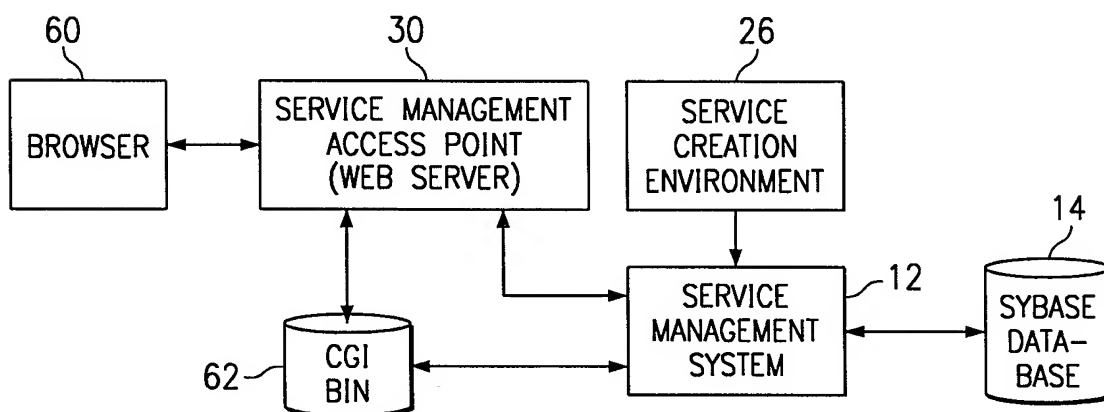 60
30
26
BROWSER
SERVICE MANAGEMENT
ACCESS POINT
(WEB SERVER)
SERVICE
CREATION
ENVIRONMENT
14
12
SERVICE
MANAGEMENT
SYSTEM
SYBASE
DATA-
BASE
62
CGI
BIN